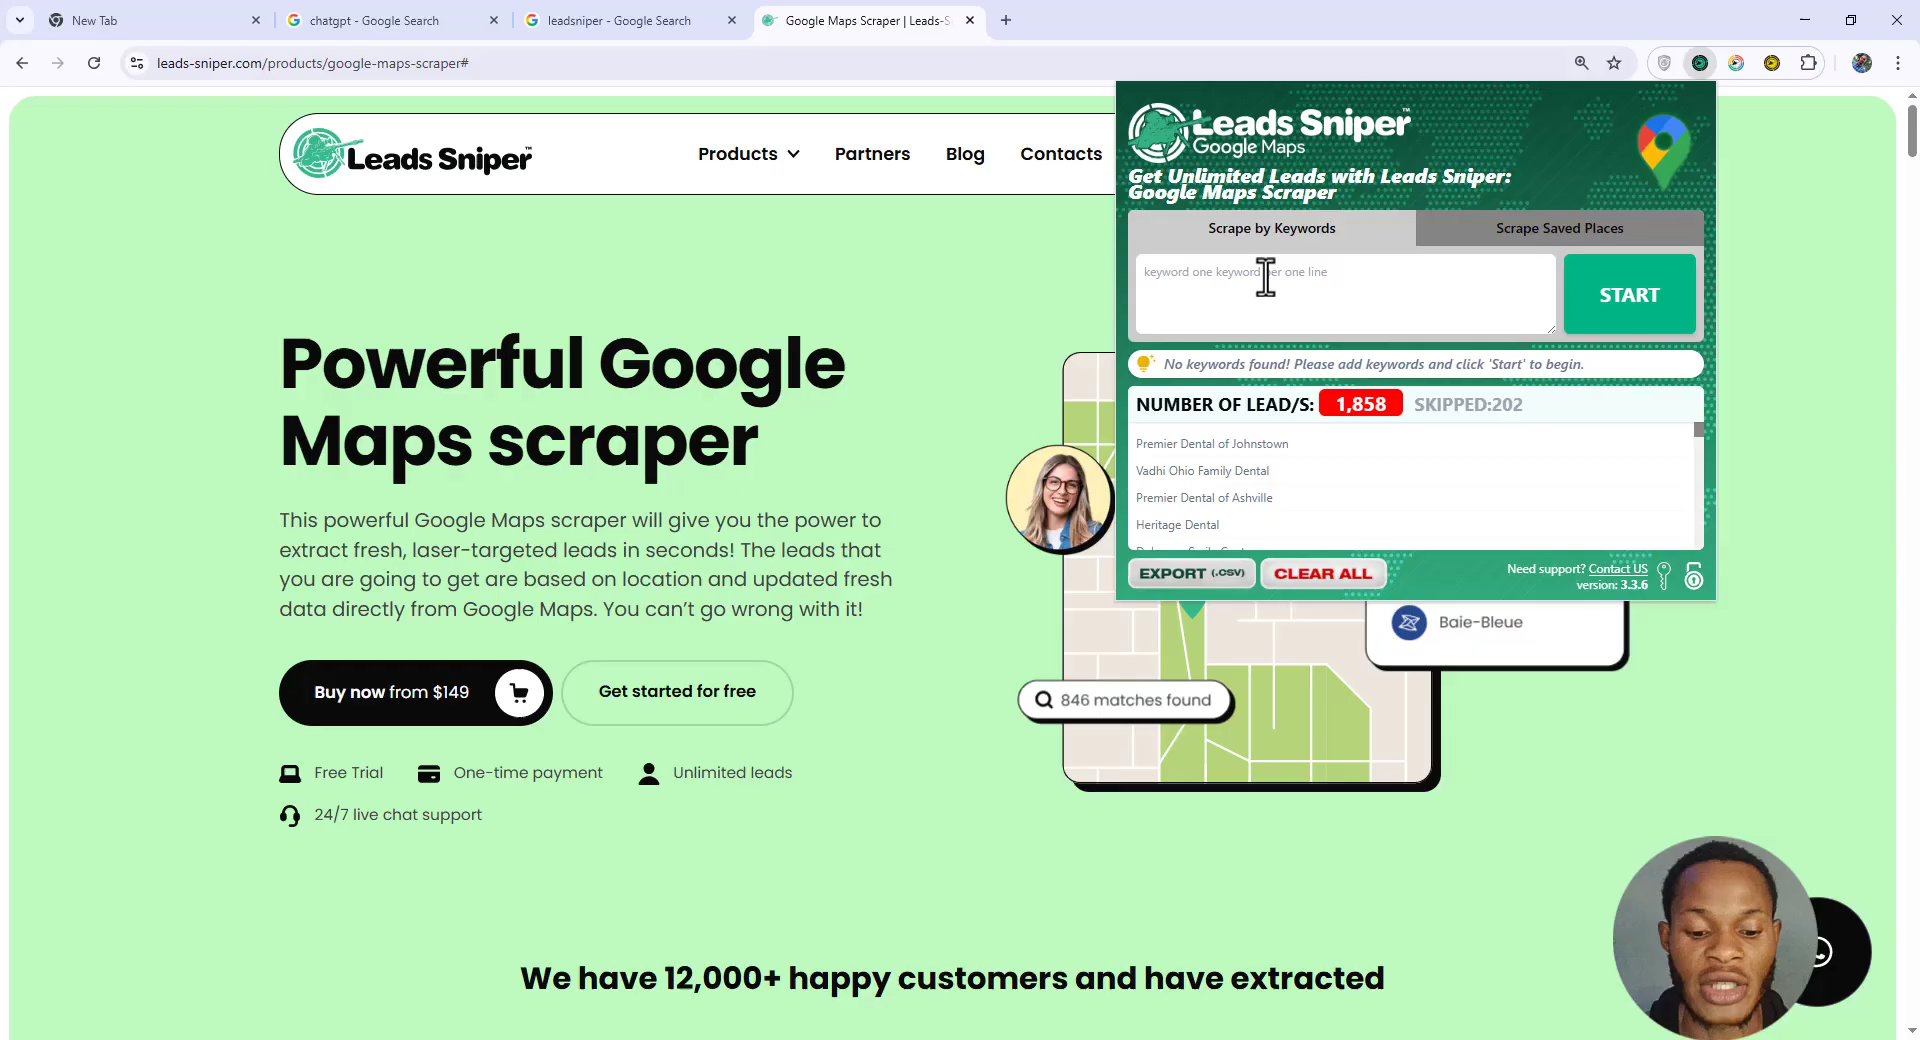 New Tab
chatgpt - Google Search
leadsniper - Google Search
Google Maps Scraper | Leads-S
leads-sniper.com/products/google-maps-scraper#
Leads Sniper™
Products
Partners
Blog
Contacts
Powerful Google
Maps scraper
This powerful Google Maps scraper will give you the power to
extract fresh, laser-targeted leads in seconds! The leads that
you are going to get are based on location and updated fresh
data directly from Google Maps. You can’t go wrong with it!
Buy now from $149
Get started for free
Free Trial
One-time payment
Unlimited leads
24/7 live chat support
We have 12,000+ happy customers and have extracted
Leads Sniper™
Google Maps
Get Unlimited Leads with Leads Sniper:
Google Maps Scraper
Scrape by Keywords
Scrape Saved Places
keyword one keyword per one line
START
No keywords found! Please add keywords and click 'Start' to begin.
NUMBER OF LEAD/S: 1,858 SKIPPED:202
Premier Dental of Johnstown
Vadhi Ohio Family Dental
Premier Dental of Ashville
Heritage Dental
EXPORT (.CSV)
CLEAR ALL
Need support? Contact US
version: 3.3.6
Baie-Bleue
846 matches found